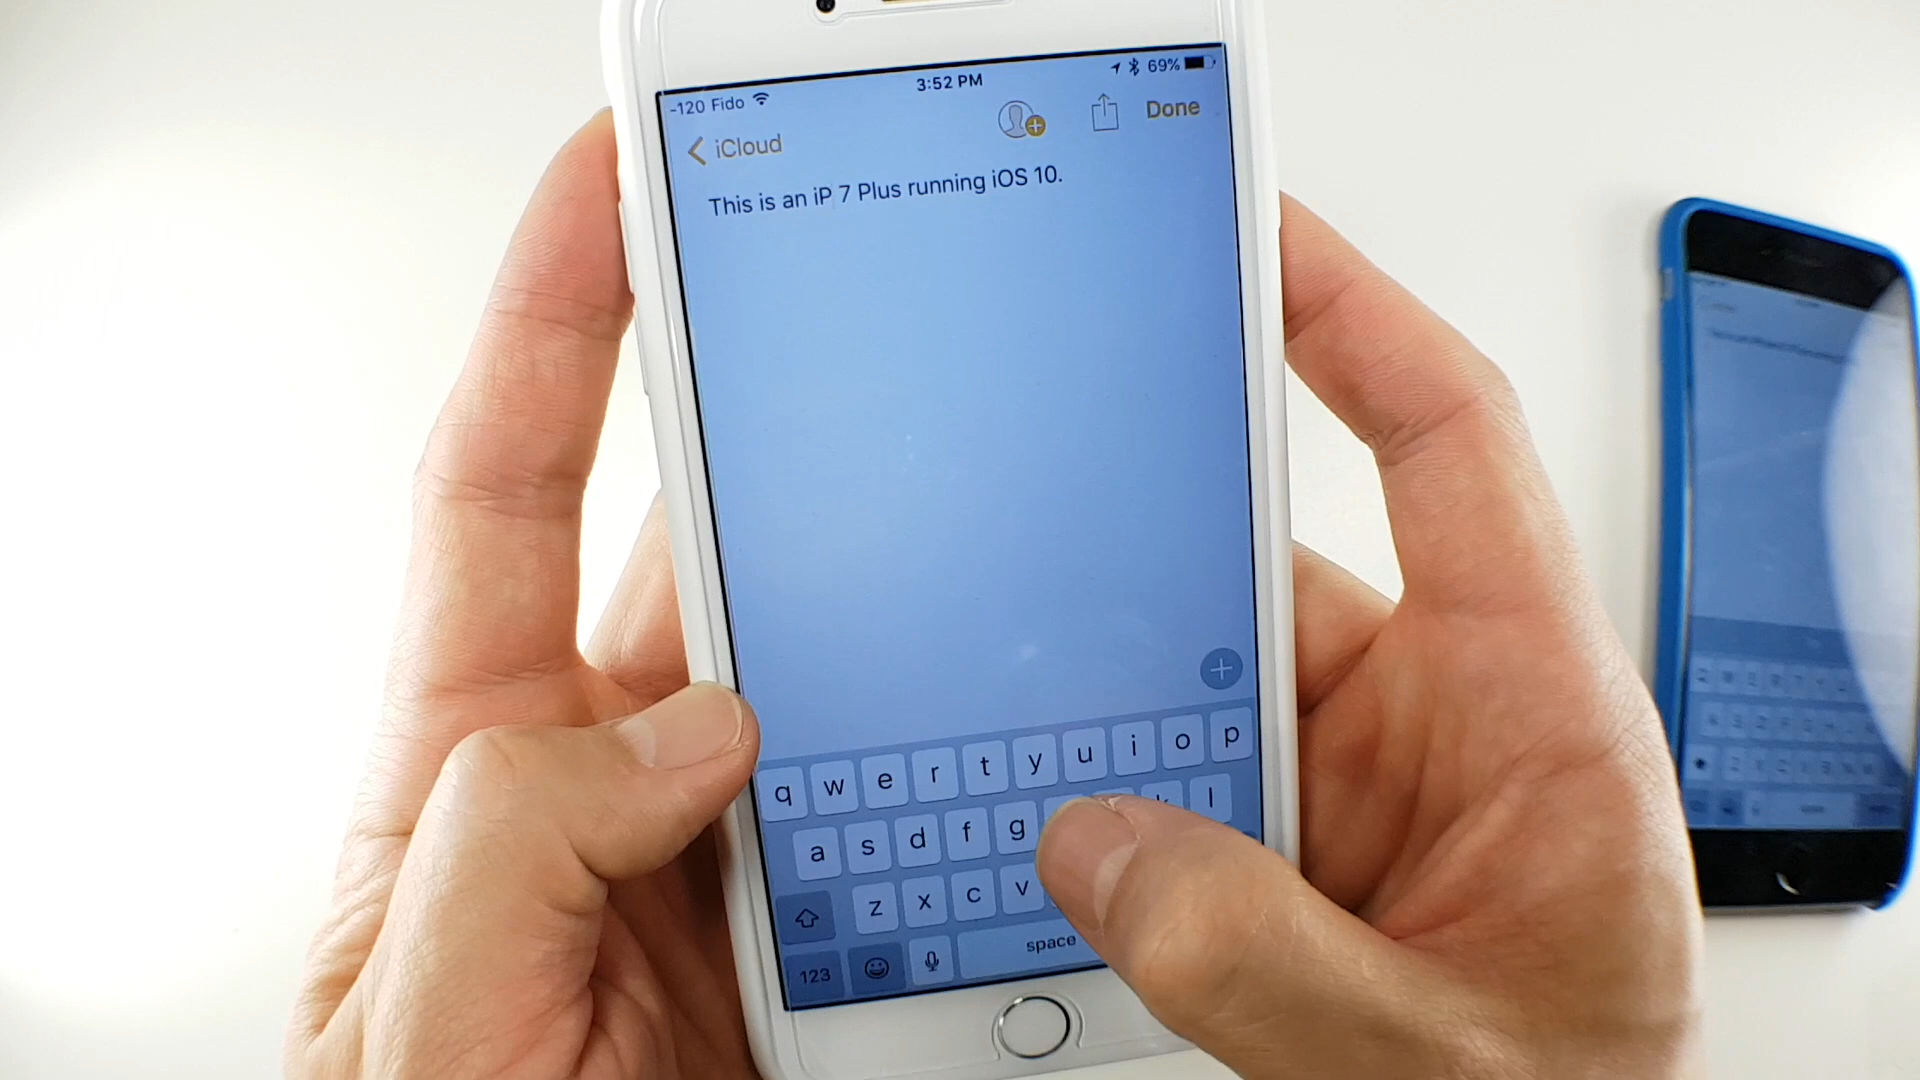 -120 Fido 3:52 PM 69%
iCloud Done
This is an iP 7 Plus running iOS 10.
q w e r t y u i o p
a s d f g k l
z x c v
123 space